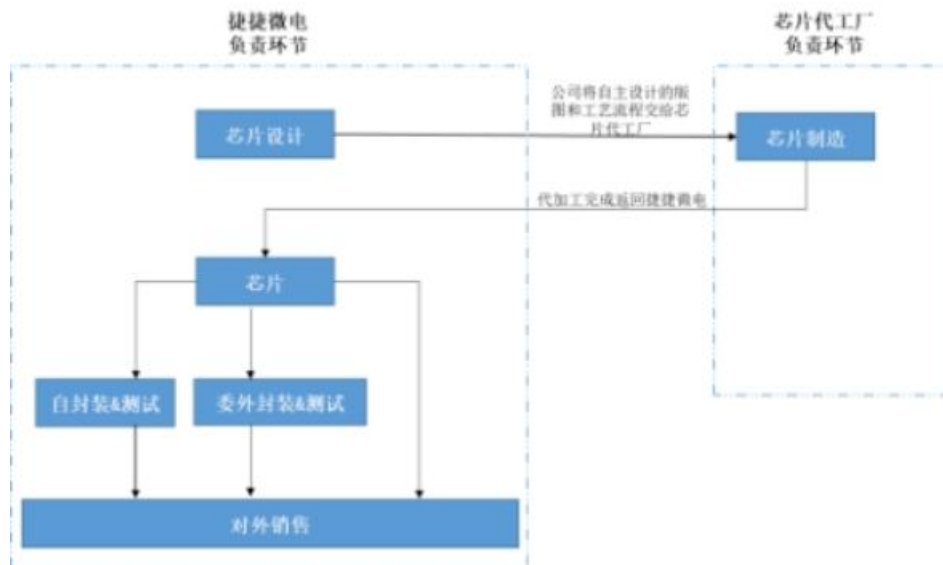 捷捷微电
负责环节
芯片代工厂
负责环节
公司将自主设计的版
图和工艺流程交给芯
片代工厂
芯片设计
芯片制造
代加工完成返回捷捷微电
芯片
自封装&测试
委外封装&测试
对外销售